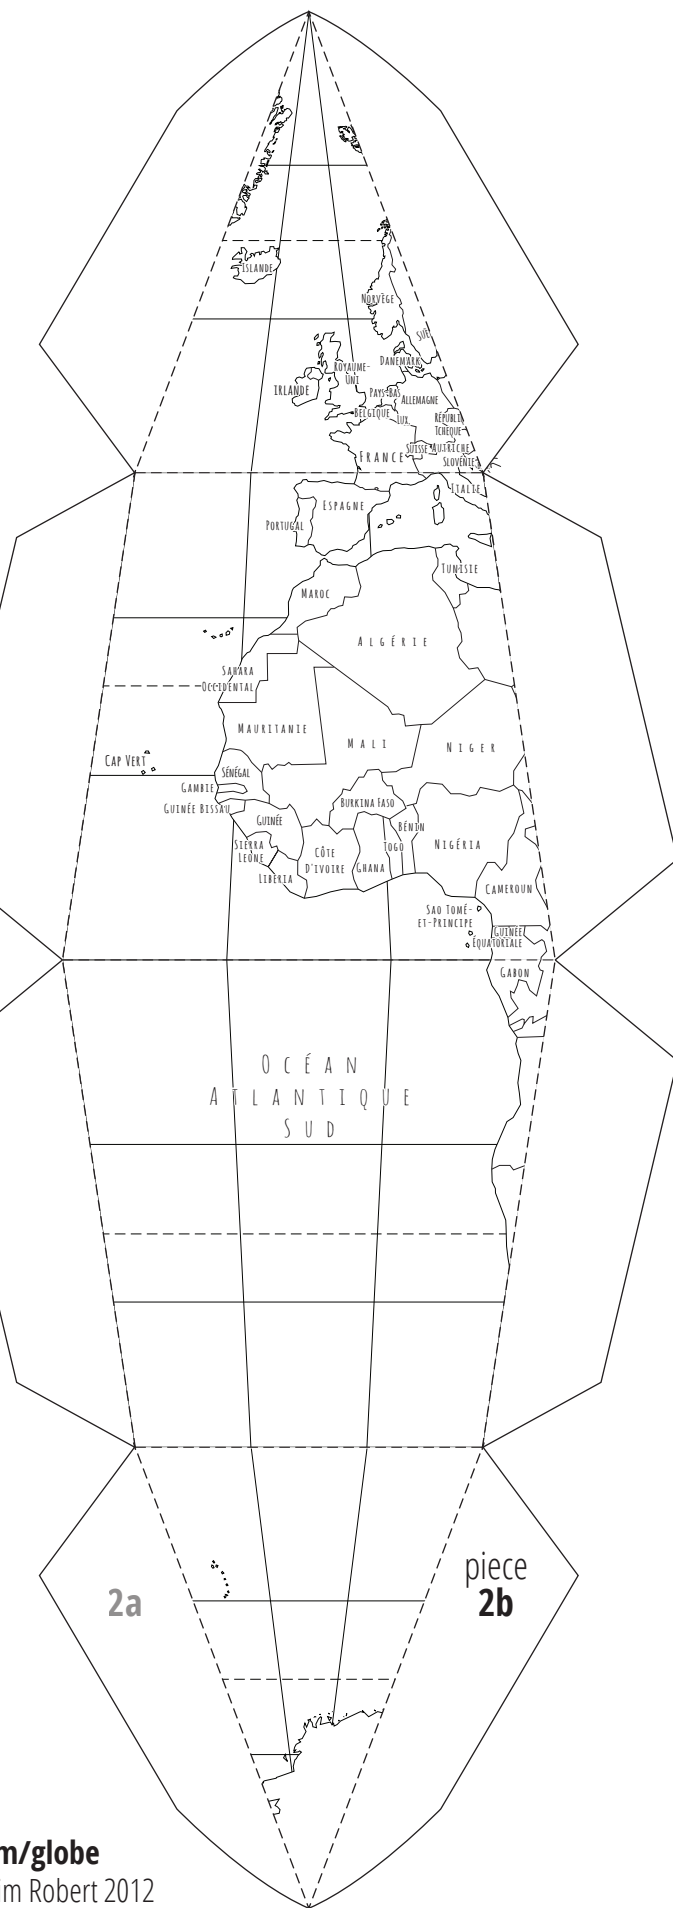 Islande
Norvège
Suè
Danemark
Royaume-
Uni
Irlande
Pays-Bas
Allemagne
Belgique
Lux.
Républi
Tchèque
France
Suisse
Autriche
Slovénie
Italie
Espagne
Portugal
Tunisie
Maroc
Algérie
Sahara
Occidental
Mauritanie
Mali
Niger
Cap Vert
Sénégal
Gambie
Burkina Faso
Guinée Bissau
Guinée
Bénin
Sierra
Leone
Côte
d'Ivoire
Togo
Nigéria
Ghana
Liberia
Cameroun
Sao Tomé-
et-Principe
Guinée
Équatoriale
Gabon
Océan
Atlantique
Sud
piece
2a
2b
m/globe
im Robert 2012